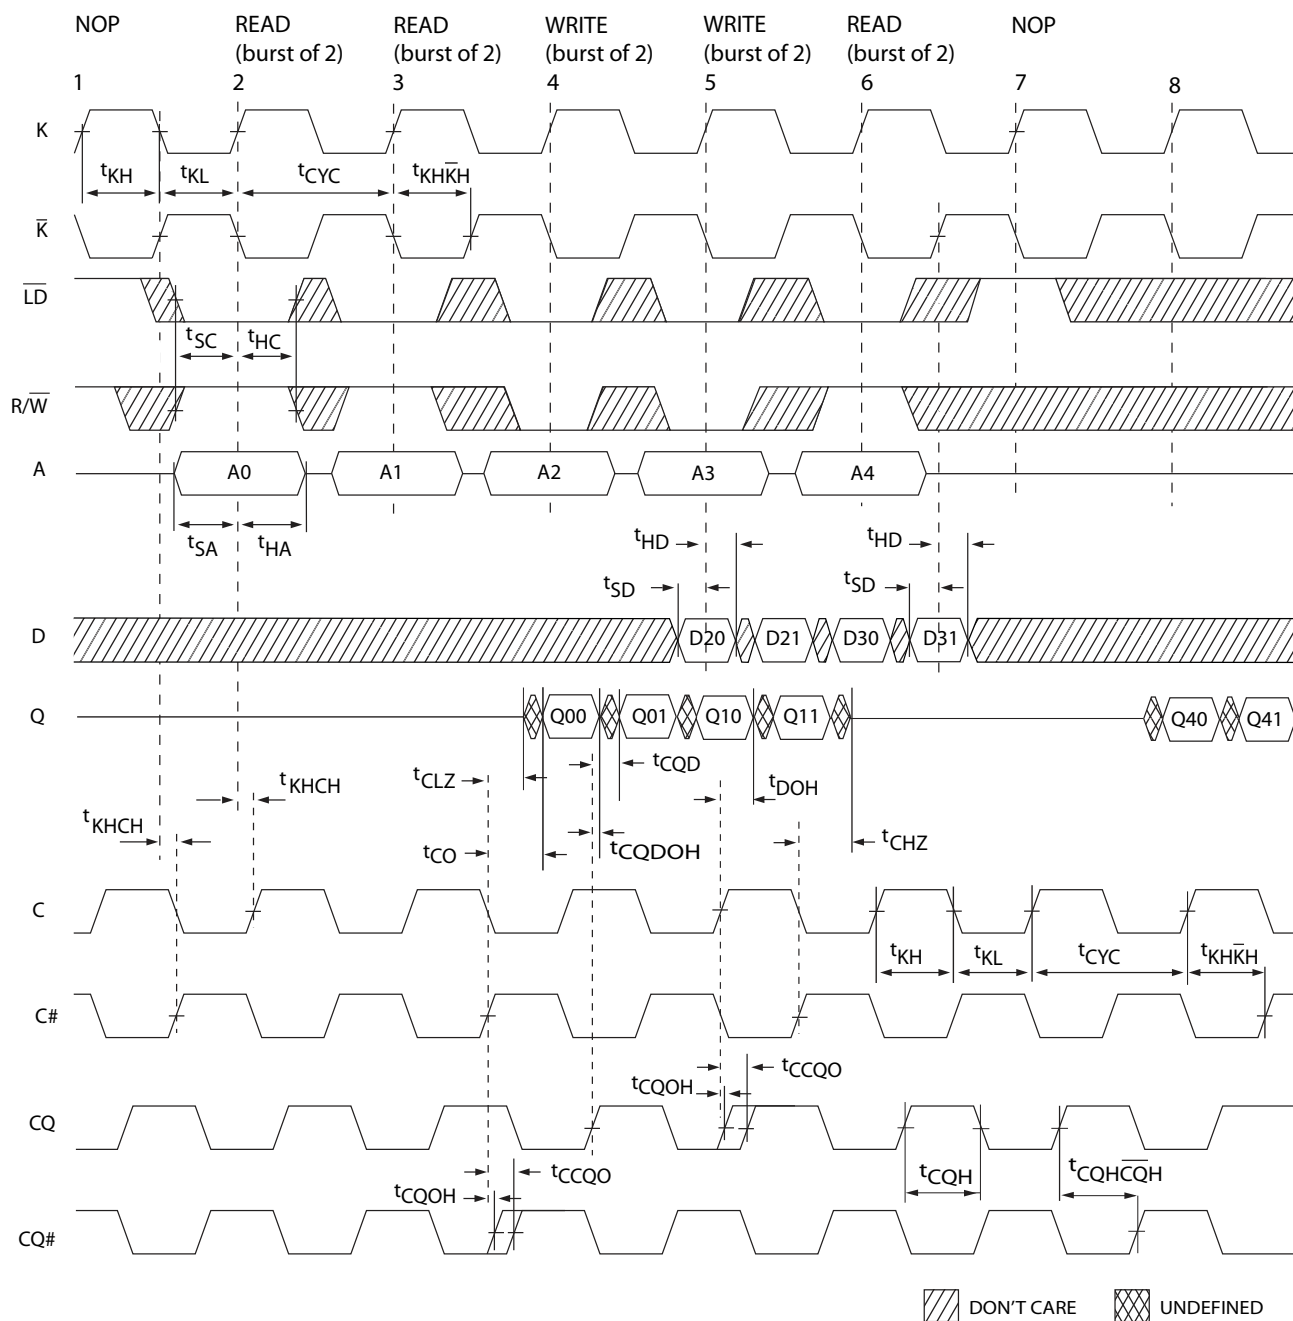 NOP READ READ WRITE WRITE READ NOP
(burst of 2) (burst of 2) (burst of 2) (burst of 2) (burst of 2)
1 2 3 4 5 6 7 8
K
tKH tKL tCYC tKHK̅H
K̅
L̅D̅
tSC tHC
R/W̅
A A0 A1 A2 A3 A4
tSA tHA tHD tHD
tSD tSD
D D20 D21 D30 D31
Q Q00 Q01 Q10 Q11 Q40 Q41
tKHCH tCLZ tCQD tDOH
tKHCH tCO tCQDOH tCHZ
C
tKH tKL tCYC tKHK̅H
C#
tCQOH tCCQO
CQ
tCQOH tCCQO tCQH tCQHC̅Q̅H
CQ#
DON'T CARE UNDEFINED